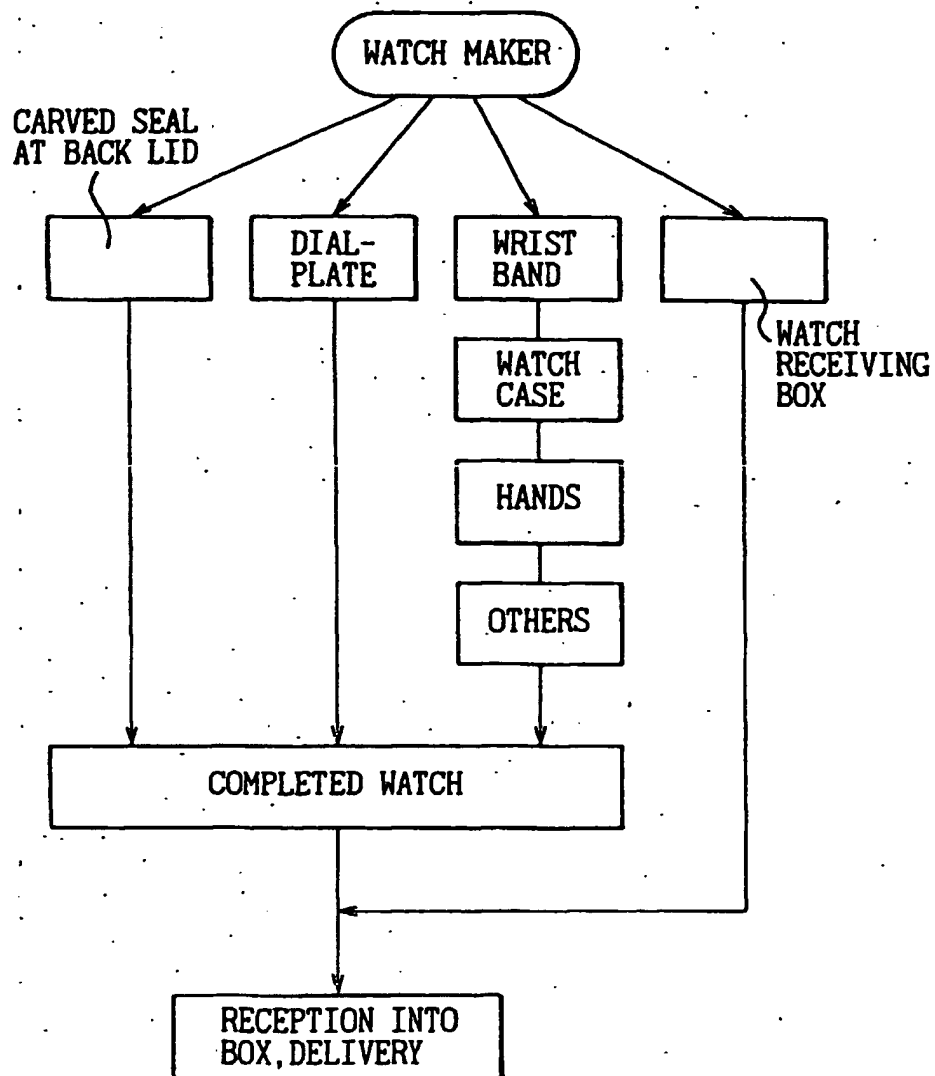 WATCH MAKER
CARVED SEAL
AT BACK LID
DIAL-
PLATE
WRIST
BAND
WATCH
RECEIVING
BOX
WATCH
CASE
HANDS
OTHERS
COMPLETED WATCH
RECEPTION INTO
BOX, DELIVERY